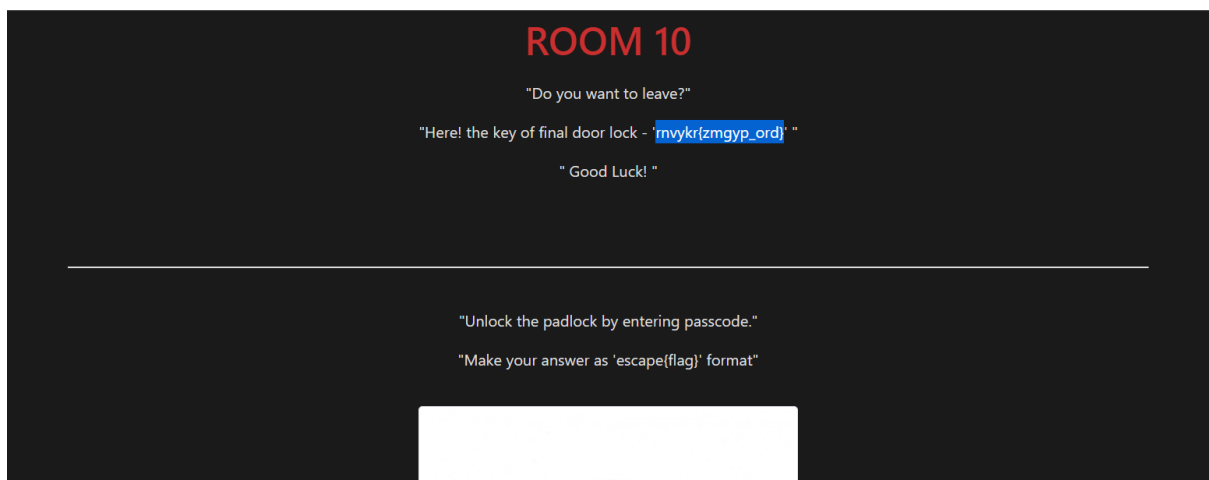 ROOM 10
"Do you want to leave?"
"Here! the key of final door lock - 'rnvykr{zmgyp_ord}' "
" Good Luck! "
"Unlock the padlock by entering passcode."
"Make your answer as 'escape{flag}' format"